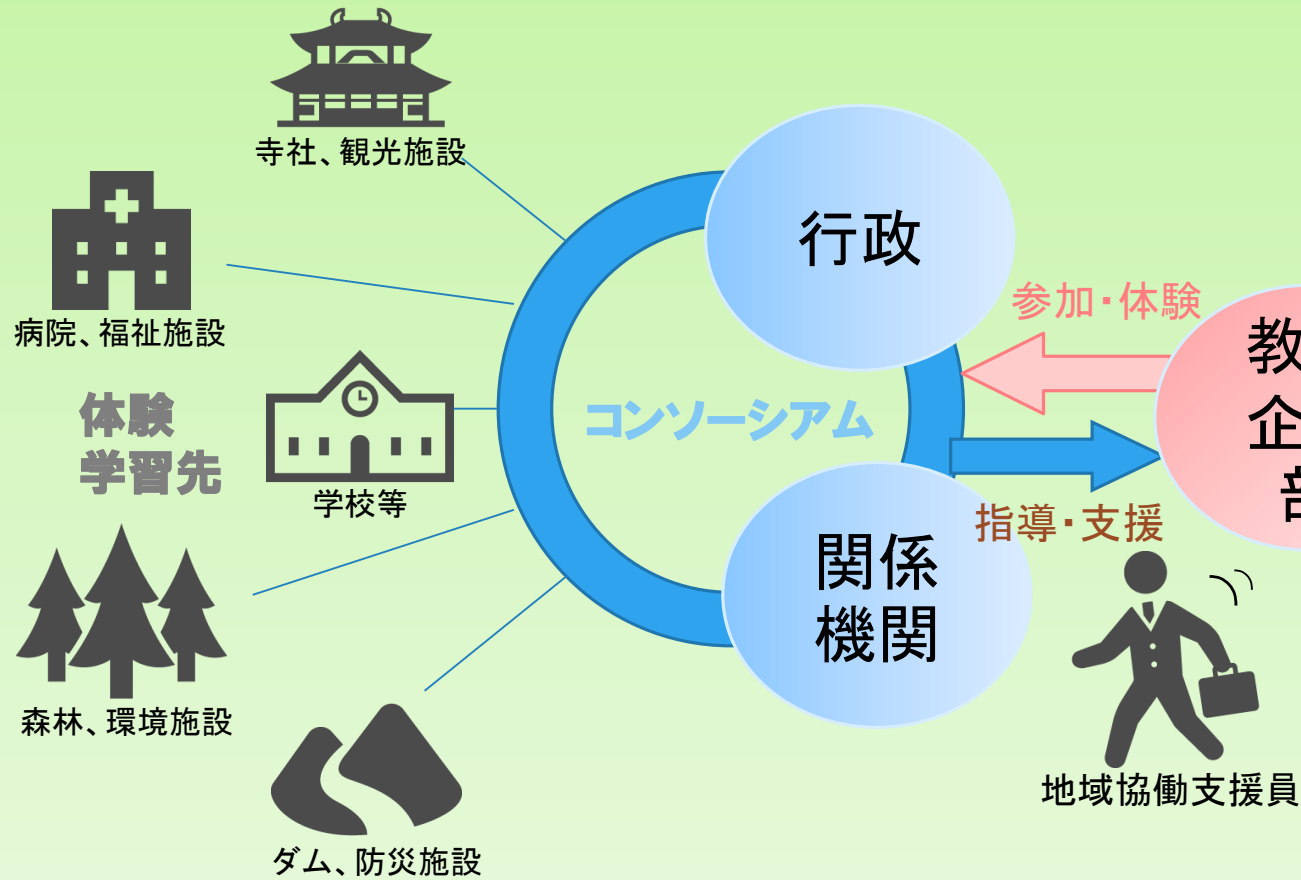 寺社、観光施設
行政
病院、福祉施設
参加・体験
教
企
体験
学習先
コンソーシアム
学校等
指導・支援
関係
機関
森林、環境施設
地域協働支援員
ダム、防災施設